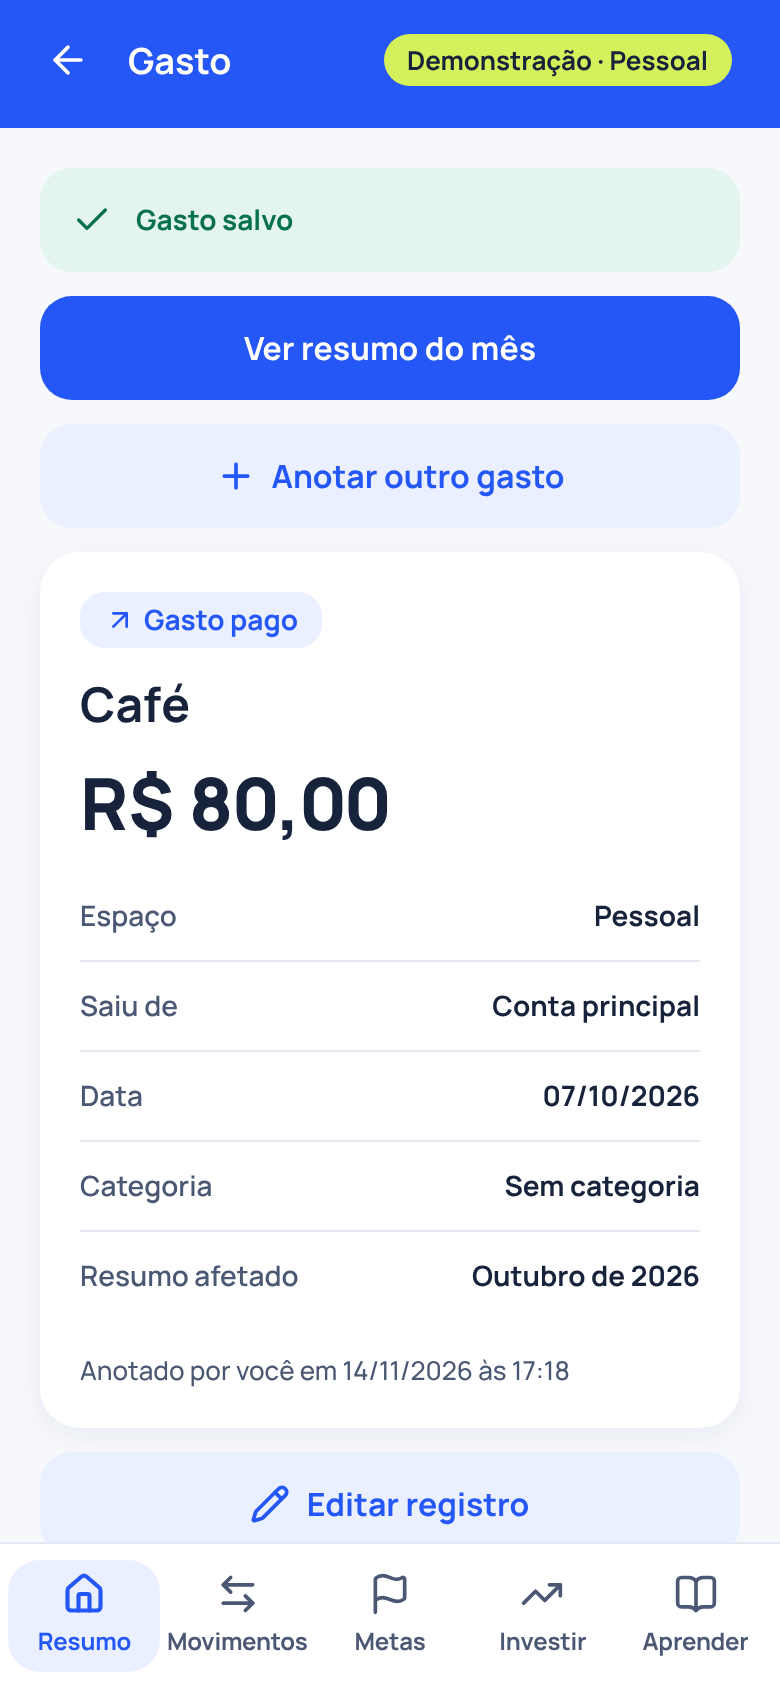 Gasto
Demonstração · Pessoal
Gasto salvo
Ver resumo do mês
Anotar outro gasto
Gasto pago
Café
R$ 80,00
Espaço Pessoal
Saiu de Conta principal
Data 07/10/2026
Categoria Sem categoria
Resumo afetado Outubro de 2026
Anotado por você em 14/11/2026 às 17:18
Editar registro
Resumo Movimentos Metas Investir Aprender